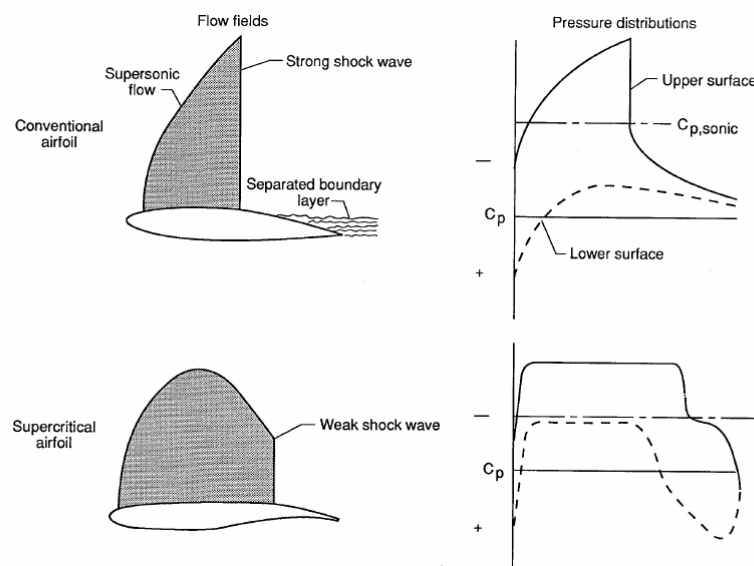 Flow fields
Pressure distributions
Strong shock wave
Supersonic
flow
Upper surface
Conventional
airfoil
Cp,sonic
—
Separated boundary
layer
Cp
Lower surface
+
Supercritical
airfoil
Weak shock wave
—
Cp
+